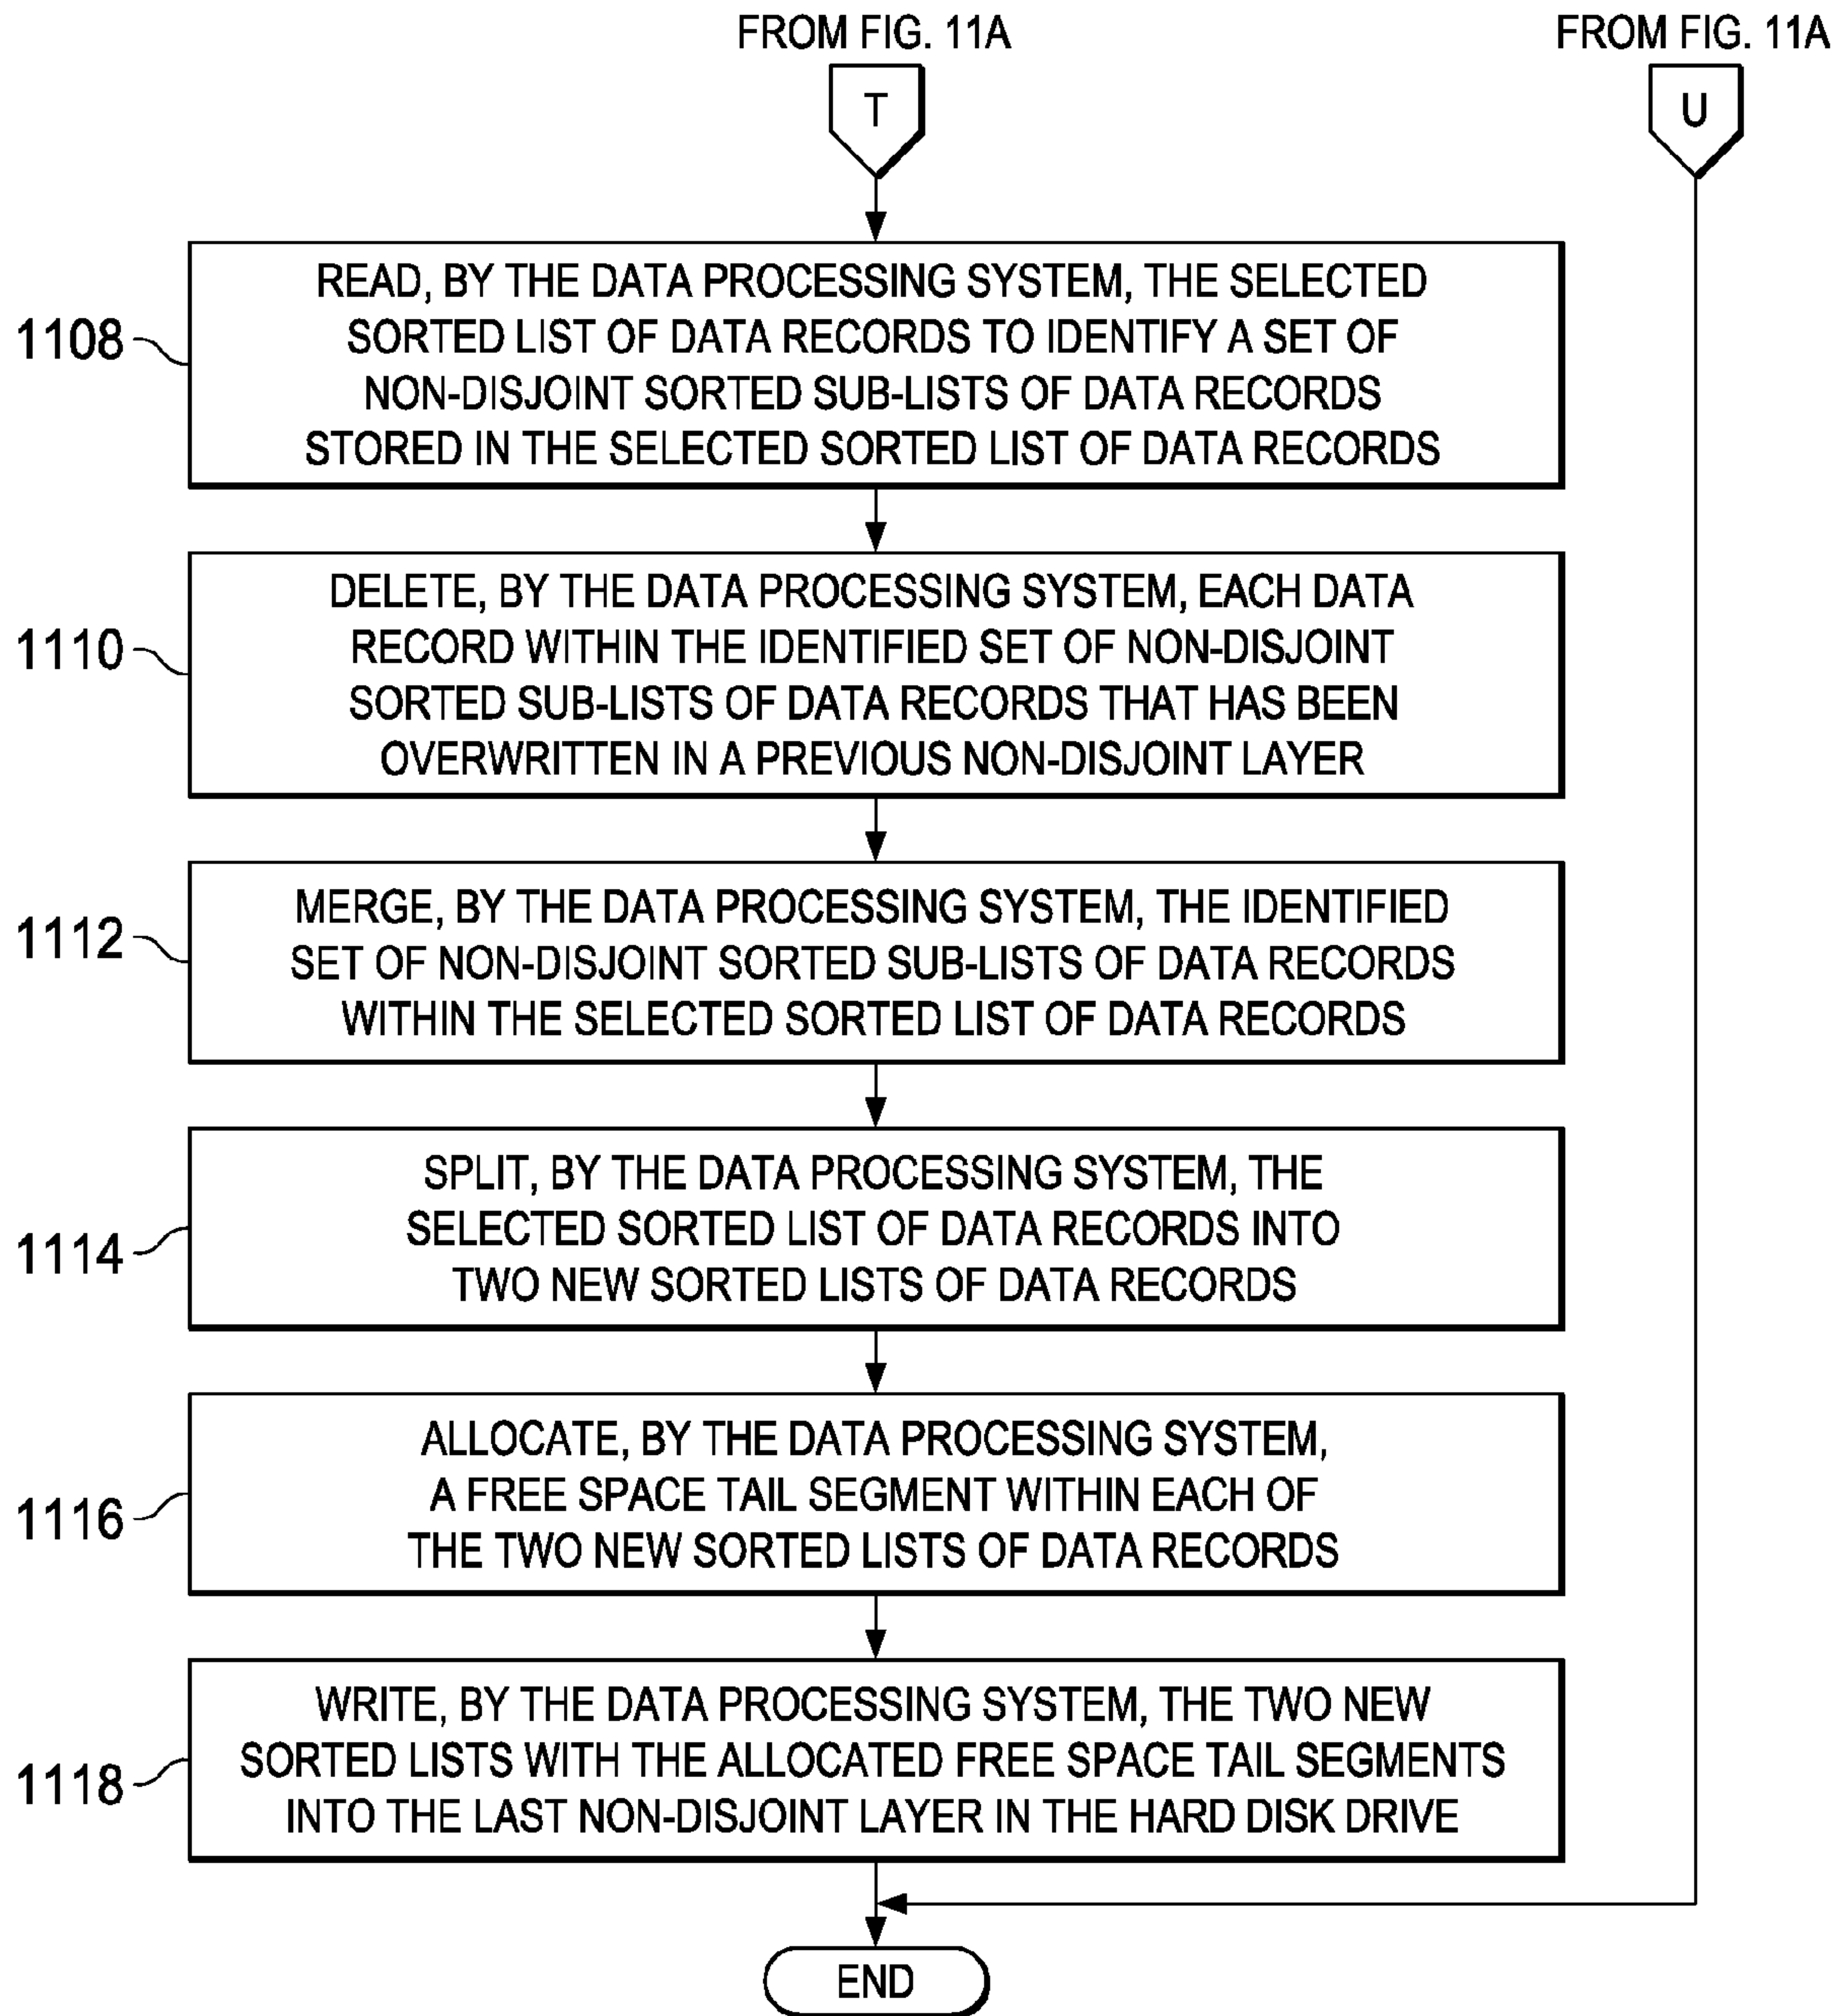 FROM FIG. 11A
FROM FIG. 11A
T
U
1108
READ, BY THE DATA PROCESSING SYSTEM, THE SELECTED
SORTED LIST OF DATA RECORDS TO IDENTIFY A SET OF
NON-DISJOINT SORTED SUB-LISTS OF DATA RECORDS
STORED IN THE SELECTED SORTED LIST OF DATA RECORDS
1110
DELETE, BY THE DATA PROCESSING SYSTEM, EACH DATA
RECORD WITHIN THE IDENTIFIED SET OF NON-DISJOINT
SORTED SUB-LISTS OF DATA RECORDS THAT HAS BEEN
OVERWRITTEN IN A PREVIOUS NON-DISJOINT LAYER
1112
MERGE, BY THE DATA PROCESSING SYSTEM, THE IDENTIFIED
SET OF NON-DISJOINT SORTED SUB-LISTS OF DATA RECORDS
WITHIN THE SELECTED SORTED LIST OF DATA RECORDS
1114
SPLIT, BY THE DATA PROCESSING SYSTEM, THE
SELECTED SORTED LIST OF DATA RECORDS INTO
TWO NEW SORTED LISTS OF DATA RECORDS
1116
ALLOCATE, BY THE DATA PROCESSING SYSTEM,
A FREE SPACE TAIL SEGMENT WITHIN EACH OF
THE TWO NEW SORTED LISTS OF DATA RECORDS
1118
WRITE, BY THE DATA PROCESSING SYSTEM, THE TWO NEW
SORTED LISTS WITH THE ALLOCATED FREE SPACE TAIL SEGMENTS
INTO THE LAST NON-DISJOINT LAYER IN THE HARD DISK DRIVE
END